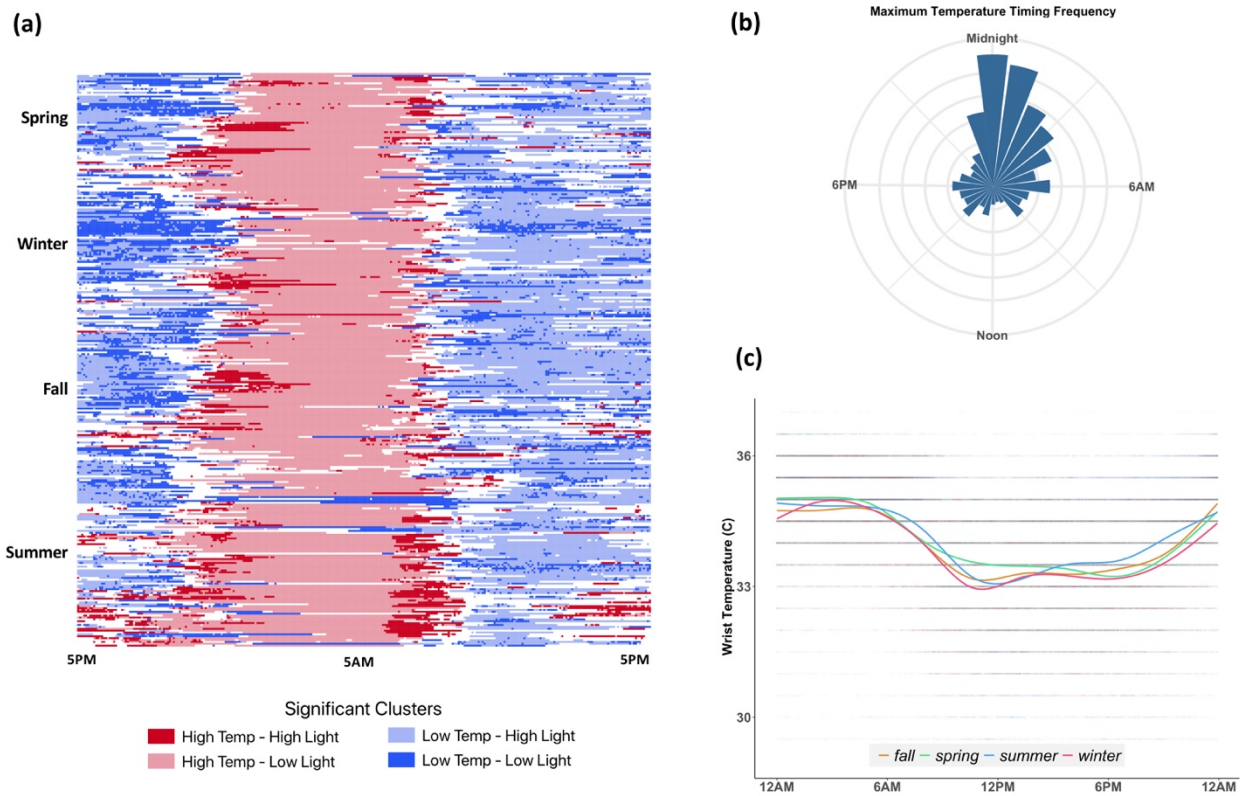 (a)
Spring
Winter
Fall
Summer
5PM 5AM 5PM
Significant Clusters
High Temp - High Light
Low Temp - High Light
High Temp - Low Light
Low Temp - Low Light
(b)
Maximum Temperature Timing Frequency
Midnight
6PM
6AM
Noon
(c)
Wrist Temperature (C)
36
33
30
fall spring summer winter
12AM 6AM 12PM 6PM 12AM